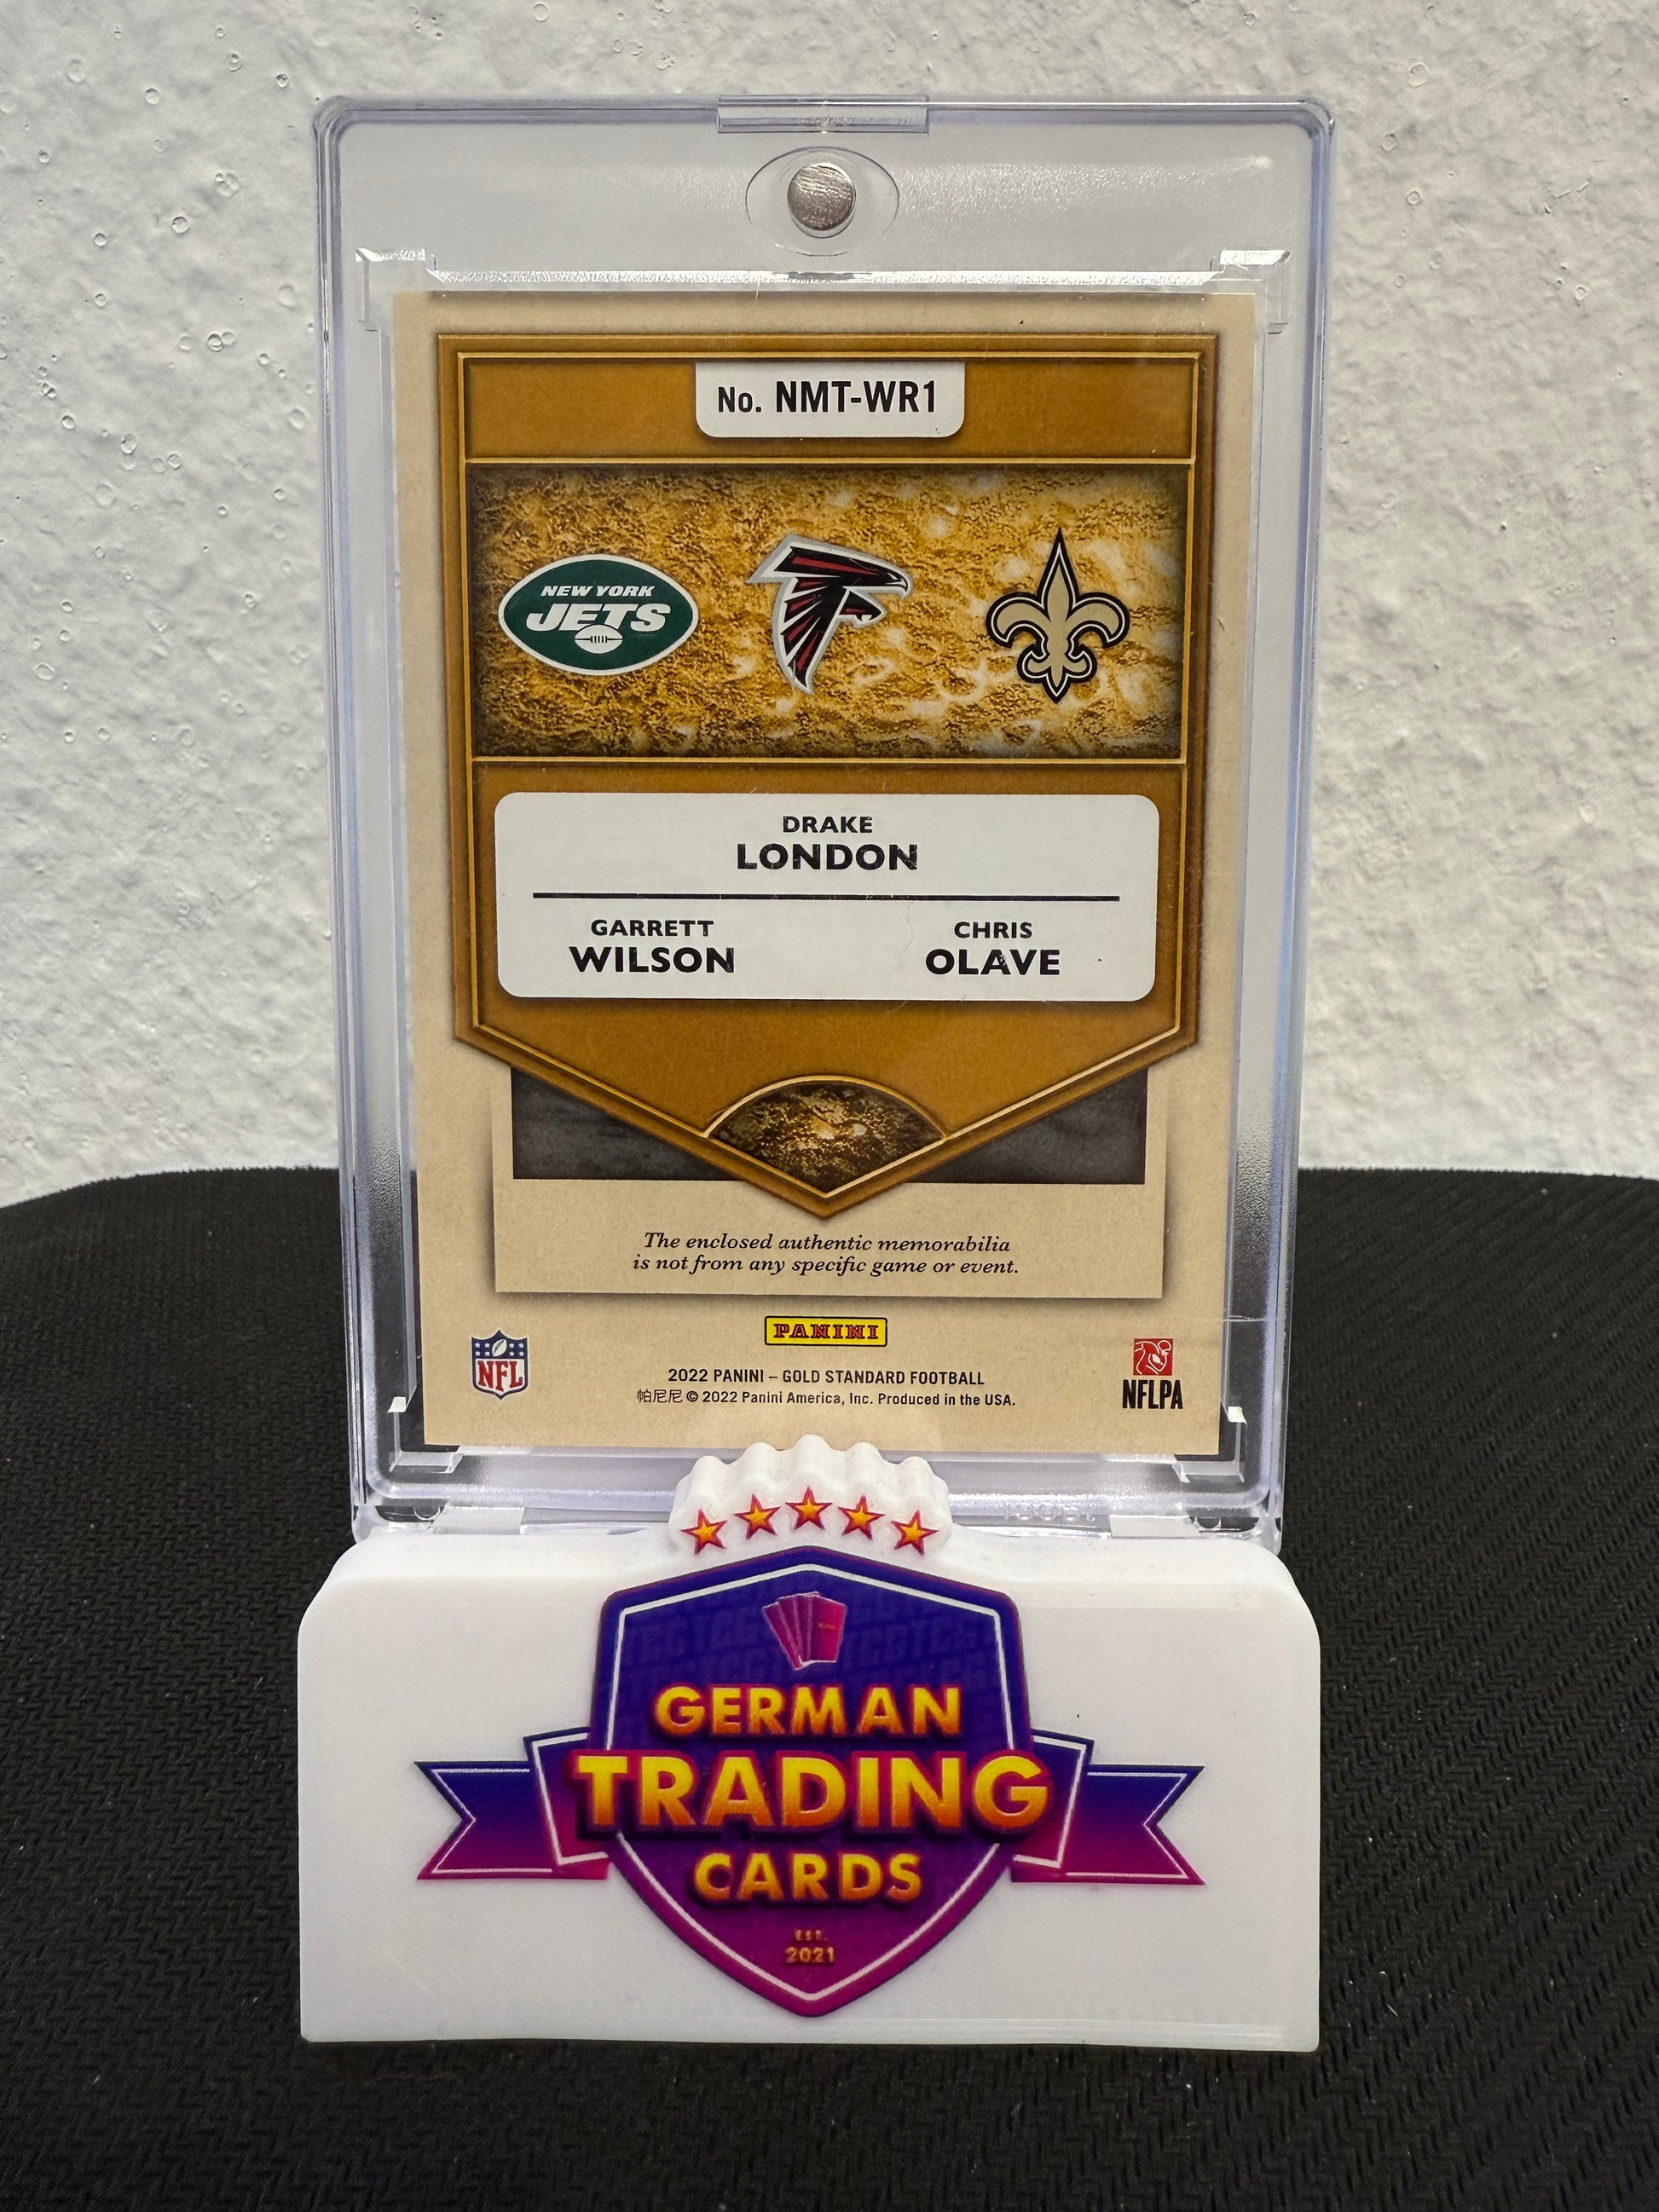 No. NMT-WR1
NEW YORK
JETS
DRAKE
LONDON
GARRETT
WILSON
CHRIS
OLAVE
The enclosed authentic memorabilia
is not from any specific game or event.
PANINI
NFL
2022 PANINI – GOLD STANDARD FOOTBALL
帕尼尼 © 2022 Panini America, Inc. Produced in the USA.
NFLPA
GERMAN
TRADING
CARDS
EST.
2021